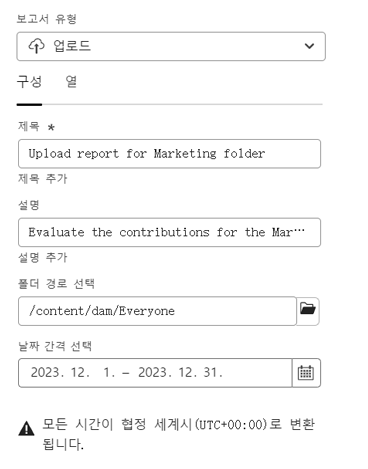 보고서 유형
업로드
구성 열
제목 *
Upload report for Marketing folder
제목 추가
설명
Evaluate the contributions for the Mar…
설명 추가
폴더 경로 선택
/content/dam/Everyone
날짜 간격 선택
2023. 12. 1. – 2023. 12. 31.
모든 시간이 협정 세계시(UTC+00:00)로 변환
됩니다.